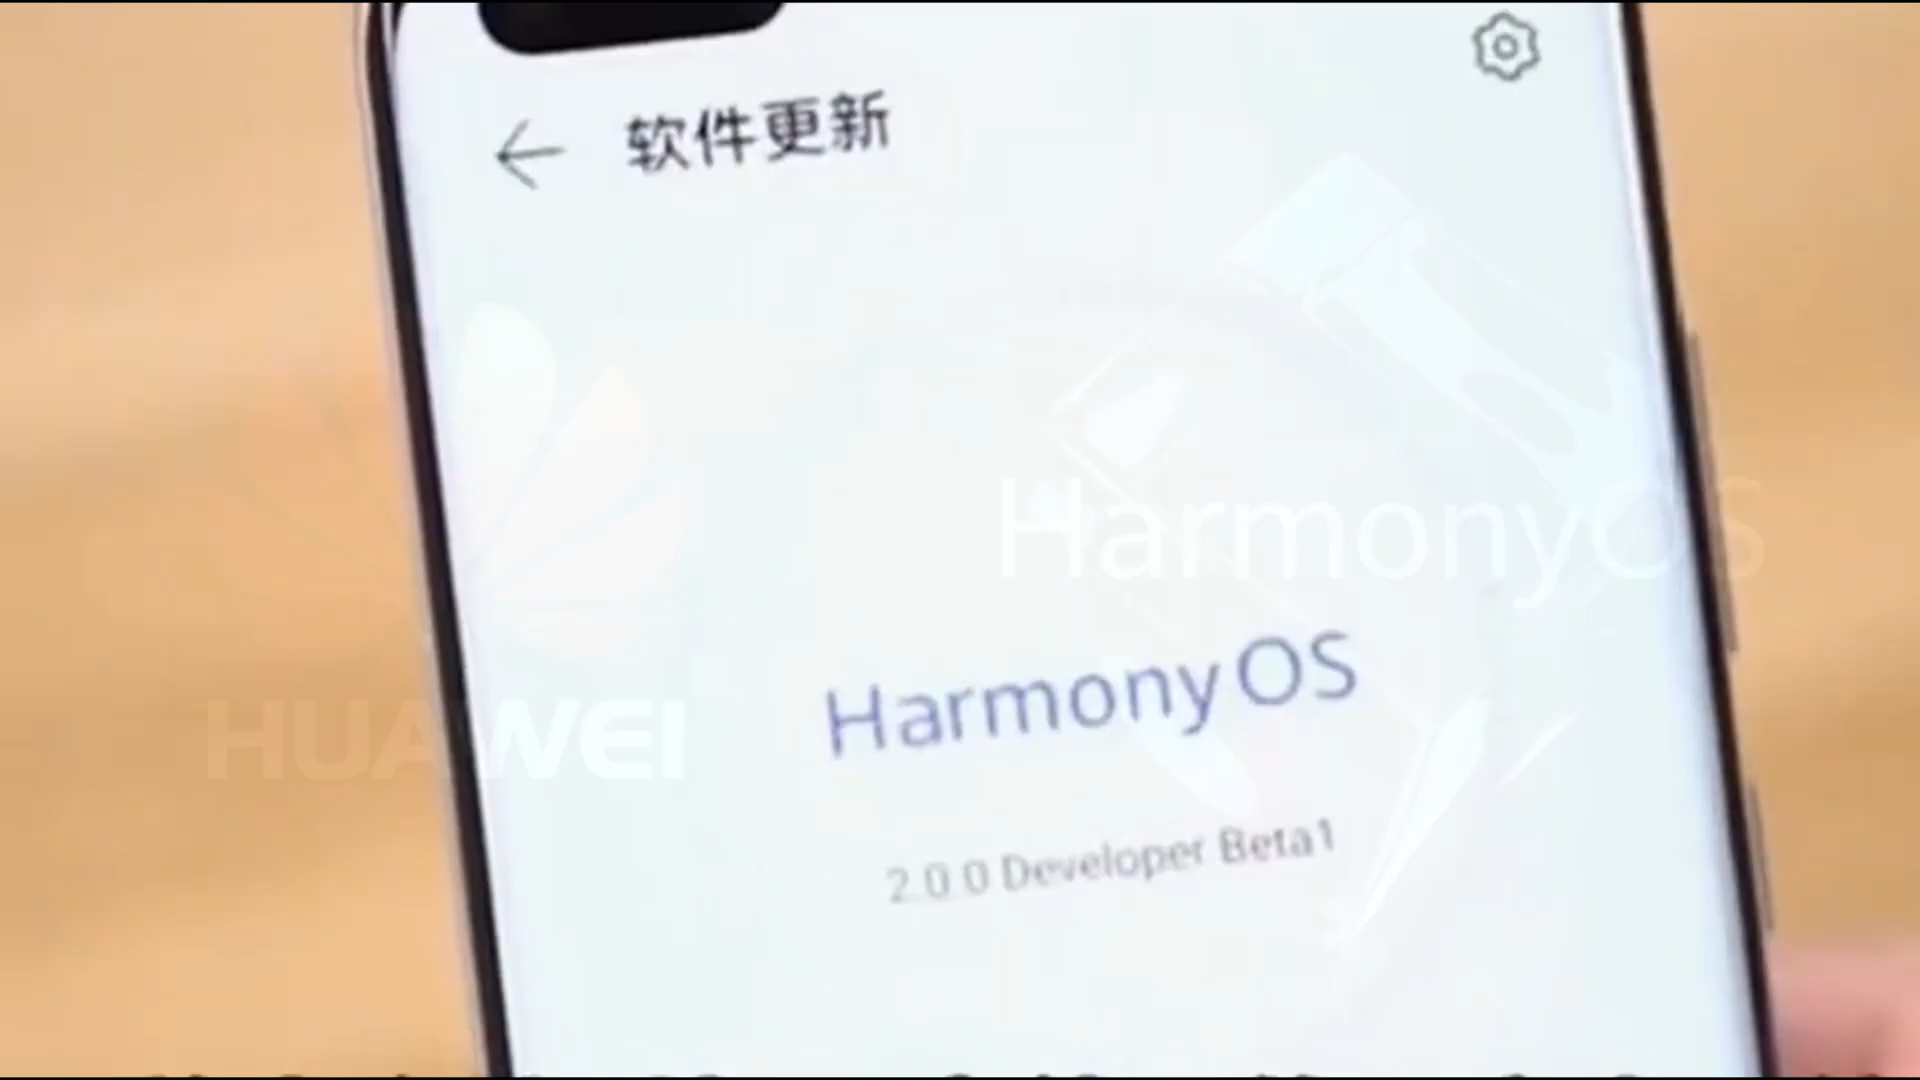 软件更新
HarmonyOS
HarmonyOS
HUAWEI
2.0.0 Developer Beta1